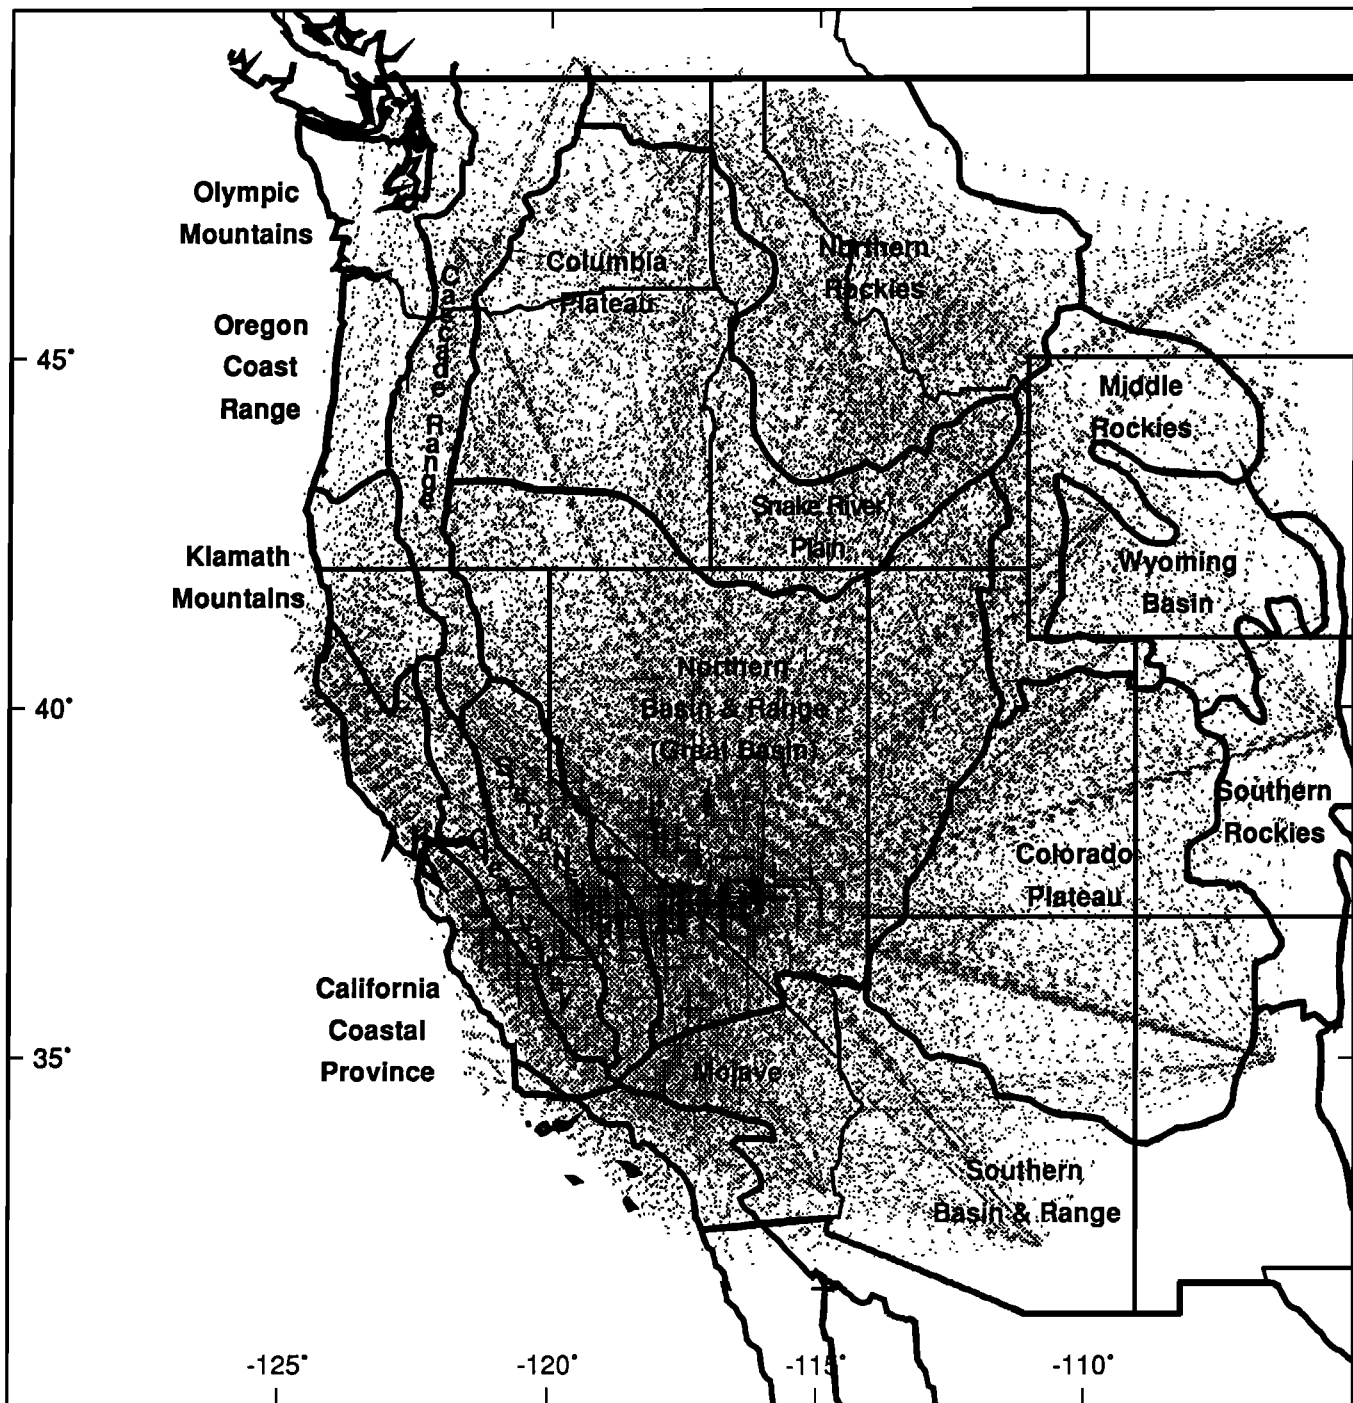 Olympic
Mountains
Oregon
Coast
Range
Klamath
Mountains
California
Coastal
Province
Cascade Range
Columbia
Plateau
Northern
Rockies
Middle
Rockies
Snake River
Plain
Wyoming
Basin
Northern
Basin & Range
(Great Basin)
Southern
Rockies
Colorado
Plateau
Mojave
Southern
Basin & Range
45°
40°
35°
-125°
-120°
-115°
-110°